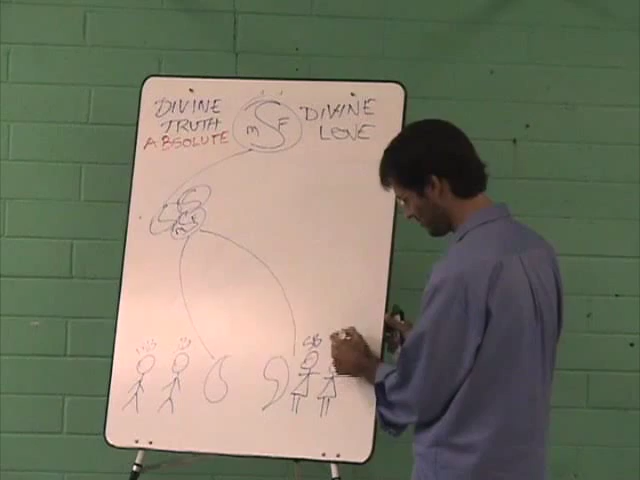 DIVINE
TRUTH
ABSOLUTE
M F
DIVINE
LOVE